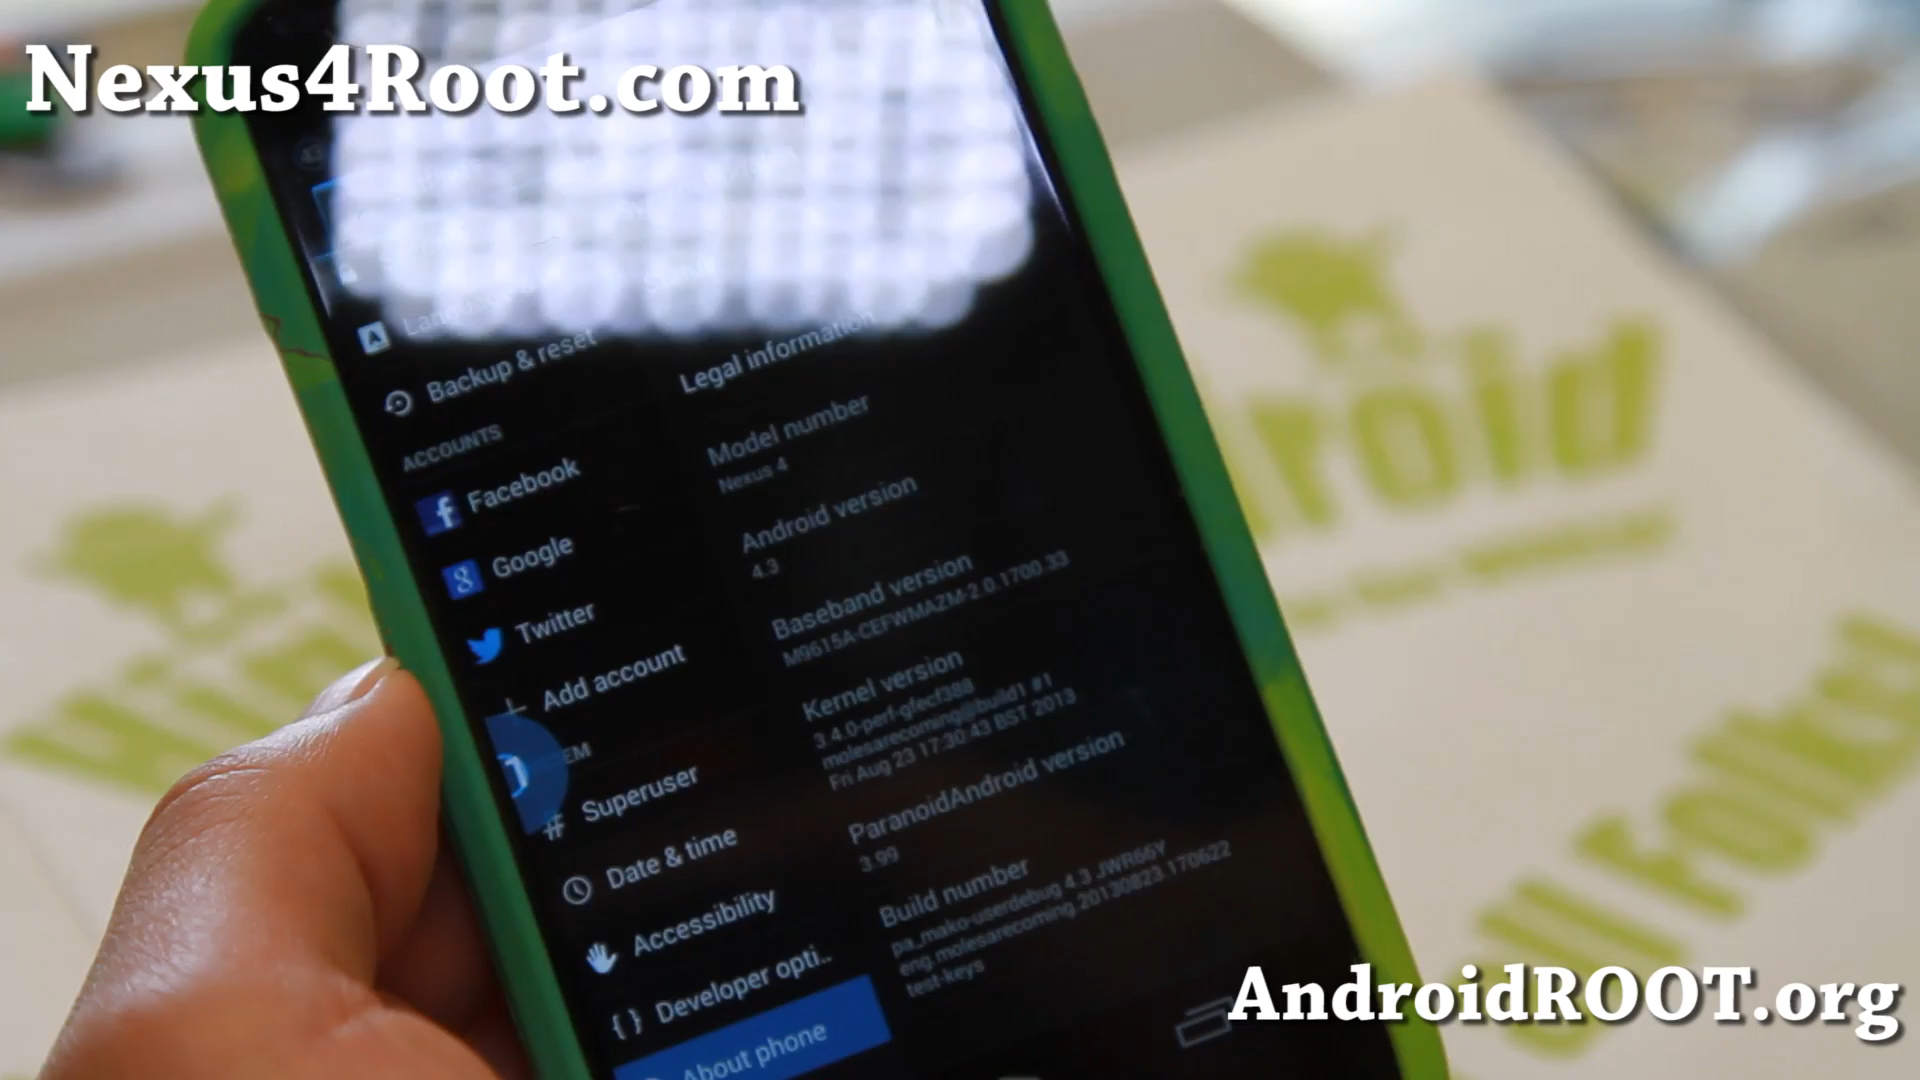 Nexus4Root.com
Backup & reset
ACCOUNTS
Facebook
Google
Twitter
Add account
EM
# Superuser
Date & time
Accessibility
{ } Developer opti..
About phone
Legal information
Model number
Nexus 4
Android version
4.3
Baseband version
M9615A-CEFWMAZM-2.0.1700.33
Kernel version
3.4.0-perf-gfecf388
molesarecoming@build1 #1
Fri Aug 23 17:30:43 BST 2013
ParanoidAndroid version
3.99
Build number
pa_mako-userdebug 4.3 JWR66Y
eng.molesarecoming.20130823.170622
test-keys
AndroidROOT.org